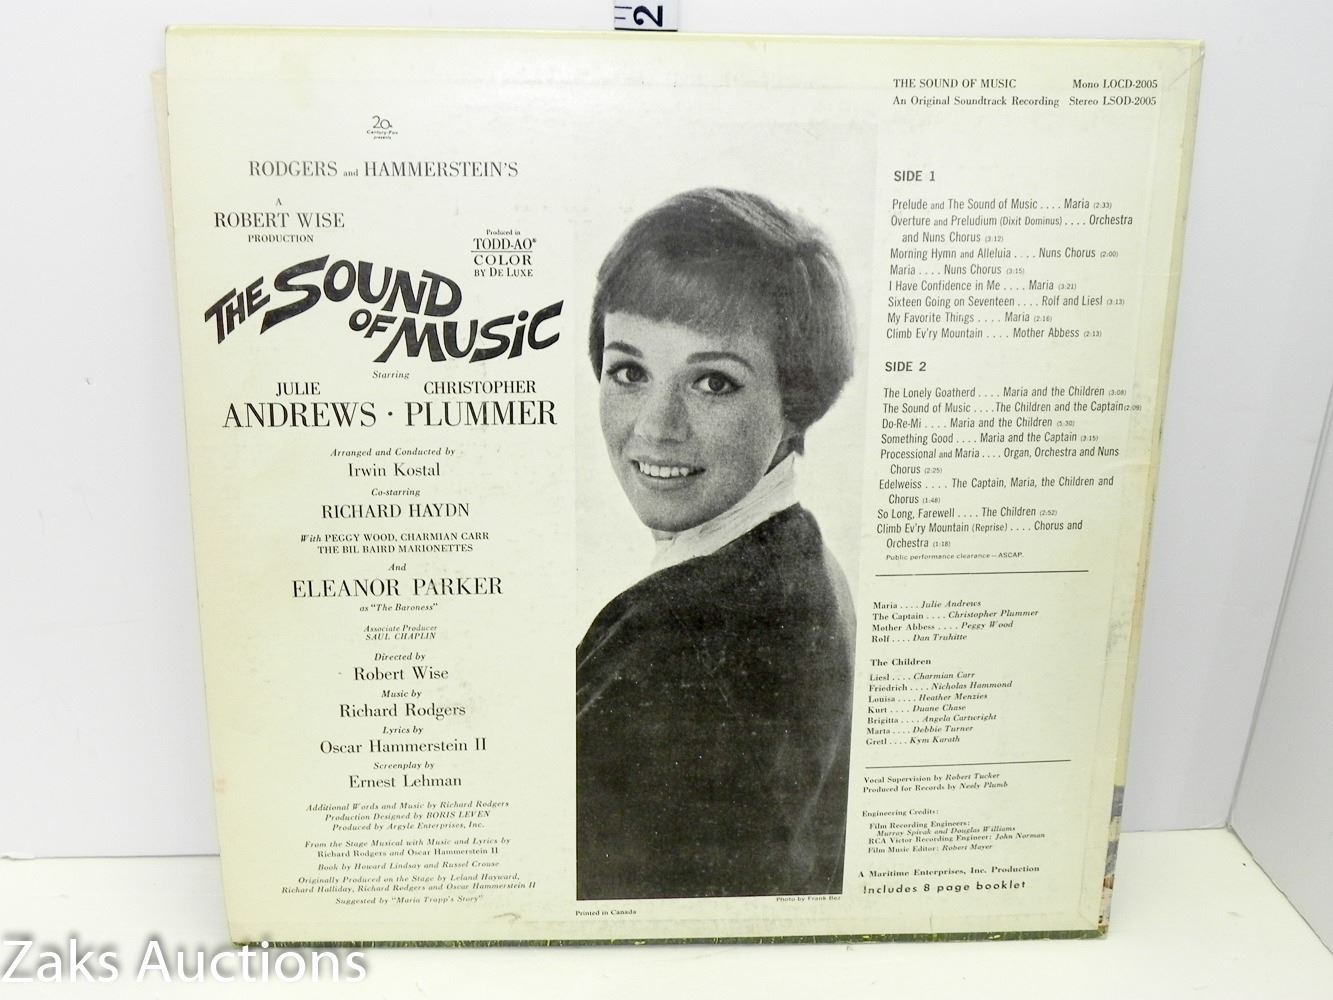 2
THE SOUND OF MUSIC Mono LOCD-2005
An Original Soundtrack Recording Stereo LSOD-2005
20th
Century-Fox
presents
RODGERS and HAMMERSTEIN'S
A
ROBERT WISE
PRODUCTION
Produced in
TODD-AO®
COLOR
BY DE LUXE
THE SOUND
OF MUSIC
Starring
JULIE CHRISTOPHER
ANDREWS · PLUMMER
Arranged and Conducted by
Irwin Kostal
Co-starring
RICHARD HAYDN
With PEGGY WOOD, CHARMIAN CARR
THE BIL BAIRD MARIONETTES
And
ELEANOR PARKER
as "The Baroness"
Associate Producer
SAUL CHAPLIN
Directed by
Robert Wise
Music by
Richard Rodgers
Lyrics by
Oscar Hammerstein II
Screenplay by
Ernest Lehman
Additional Words and Music by Richard Rodgers
Production Designed by BORIS LEVEN
Produced by Argyle Enterprises, Inc.
From the Stage Musical with Music and Lyrics by
Richard Rodgers and Oscar Hammerstein II
Book by Howard Lindsay and Russel Crouse
Originally Produced on the Stage by Leland Hayward,
Richard Halliday, Richard Rodgers and Oscar Hammerstein II
Suggested by "Maria Trapp's Story"
Printed in Canada
Photo by Frank Bez
SIDE 1
Prelude and The Sound of Music .... Maria (2:33)
Overture and Preludium (Dixit Dominus) .... Orchestra
and Nuns Chorus (3:12)
Morning Hymn and Alleluia .... Nuns Chorus (2:00)
Maria .... Nuns Chorus (3:15)
I Have Confidence in Me .... Maria (3:21)
Sixteen Going on Seventeen .... Rolf and Liesl (3:13)
My Favorite Things .... Maria (2:16)
Climb Ev'ry Mountain .... Mother Abbess (2:13)
SIDE 2
The Lonely Goatherd .... Maria and the Children (3:08)
The Sound of Music ....The Children and the Captain (2:09)
Do-Re-Mi .... Maria and the Children (5:30)
Something Good .... Maria and the Captain (3:15)
Processional and Maria .... Organ, Orchestra and Nuns
Chorus (2:25)
Edelweiss .... The Captain, Maria, the Children and
Chorus (1:48)
So Long, Farewell .... The Children (2:52)
Climb Ev'ry Mountain (Reprise) .... Chorus and
Orchestra (1:18)
Public performance clearance—ASCAP.
Maria .... Julie Andrews
The Captain .... Christopher Plummer
Mother Abbess .... Peggy Wood
Rolf .... Dan Truhitte
The Children
Liesl .... Charmian Carr
Friedrich .... Nicholas Hammond
Louisa .... Heather Menzies
Kurt .... Duane Chase
Brigitta .... Angela Cartwright
Marta .... Debbie Turner
Gretl .... Kym Karath
Vocal Supervision by Robert Tucker
Produced for Records by Neely Plumb
Engineering Credits:
Film Recording Engineers:
Murray Spivak and Douglas Williams
RCA Victor Recording Engineer: John Norman
Film Music Editor: Robert Mayer
A Maritime Enterprises, Inc. Production
Includes 8 page booklet
Zaks Auctions